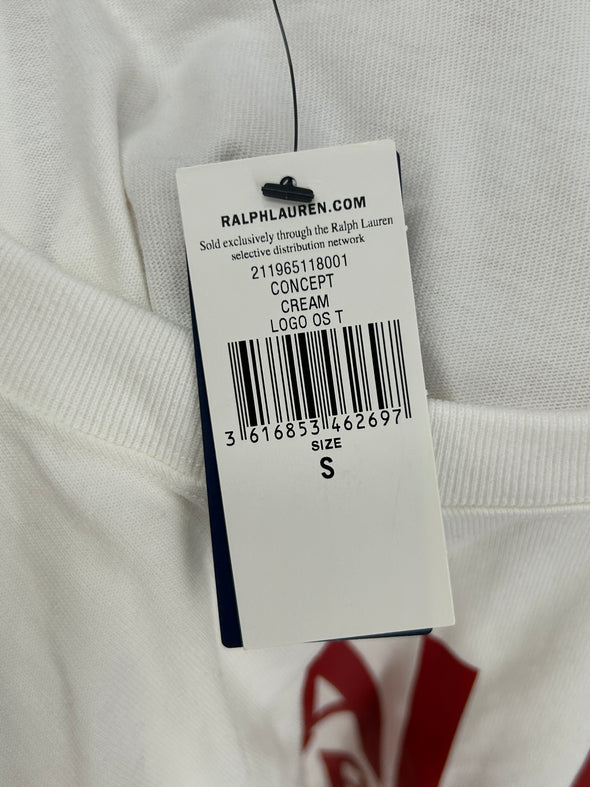 RALPHLAUREN.COM
Sold exclusively through the Ralph Lauren
selective distribution network
211965118001
CONCEPT
CREAM
LOGO OS T
3 616853 462697
SIZE
S